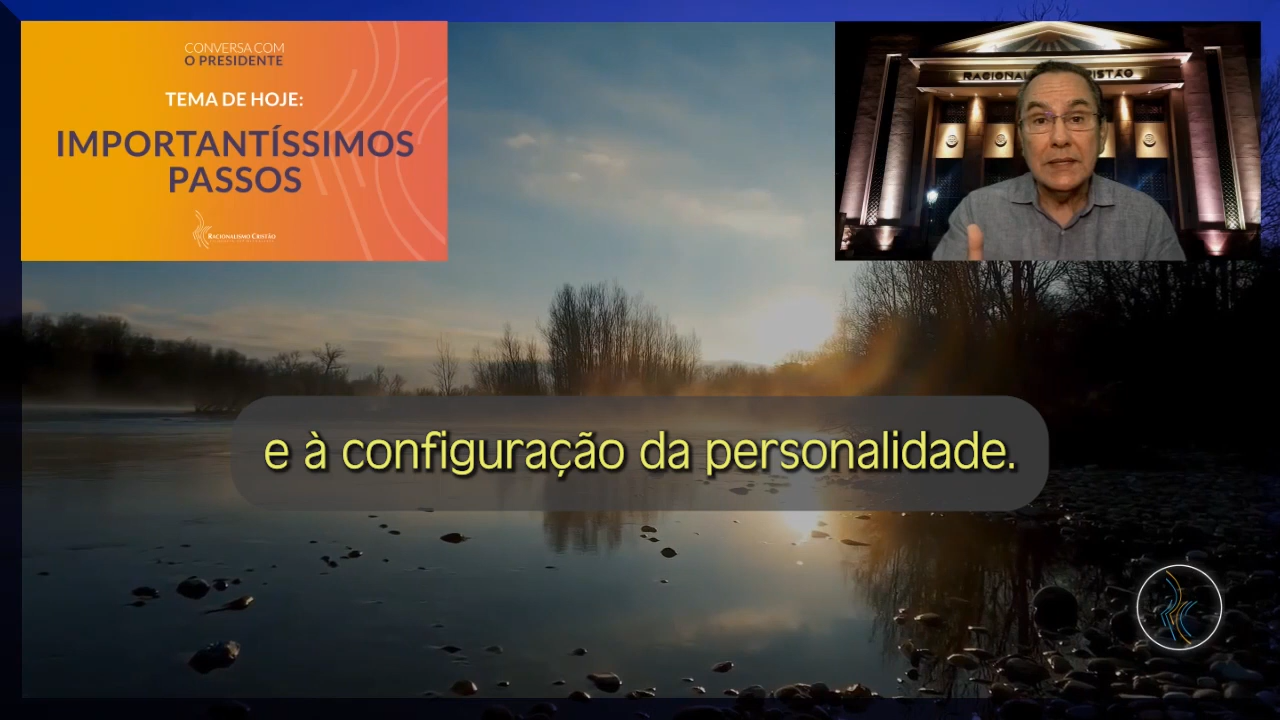 CONVERSA COM
O PRESIDENTE
TEMA DE HOJE:
IMPORTANTÍSSIMOS
PASSOS
RACIONALISMO CRISTÃO
e à configuração da personalidade.